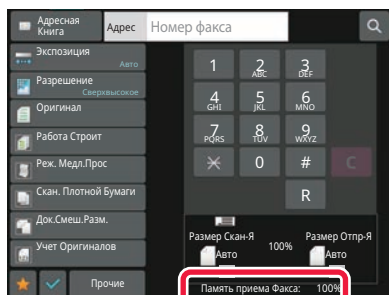 Адресная
Книга
Адрес
Номер факса
Экспозиция
Авто
Разрешение
Сверхвысокое
Оригинал
Работа Строит
Реж. Медл.Прос
Скан. Плотной Бумаги
Док.Смеш.Разм.
Учет Оригиналов
Прочие
1
2
ABC
3
DEF
4
GHI
5
JKL
6
MNO
7
PQRS
8
TUV
9
WXYZ
0
#
C
R
Размер Скан-Я
Авто
100%
Размер Отпр-Я
Авто
Память приема Факса: 100%